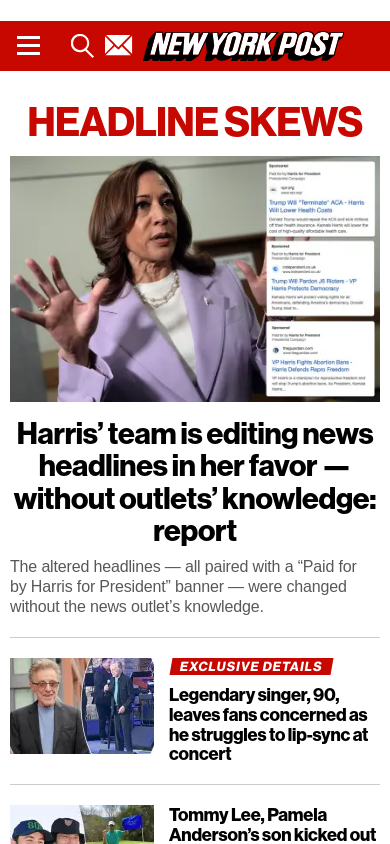 NEW YORK POST
HEADLINE SKEWS
Sponsored
Paid for by Harris for President
Presidential Campaign
Trump Will "Terminate" ACA - Harris
Will Lower Health Costs
Sponsored
Paid for by Harris for President
Presidential Campaign
independent.co.uk
Trump Will Pardon J6 Rioters - VP
Harris Protects Democracy
Sponsored
Paid for by Harris for President
Presidential Campaign
theguardian.com
VP Harris Fights Abortion Bans -
Harris Defends Repro Freedom
Harris’ team is editing news
headlines in her favor —
without outlets’ knowledge:
report
The altered headlines — all paired with a “Paid for
by Harris for President” banner — were changed
without the news outlet’s knowledge.
EXCLUSIVE DETAILS
Legendary singer, 90,
leaves fans concerned as
he struggles to lip-sync at
concert
Tommy Lee, Pamela
Anderson’s son kicked out